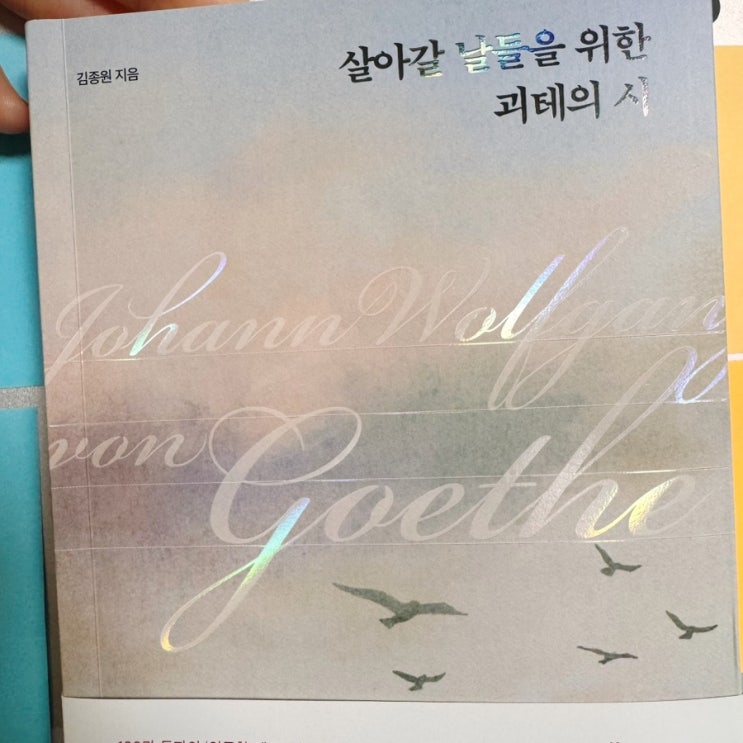 김종원 지음
살아갈 날들을 위한
괴테의 시
Johann Wolfgang
von Goethe